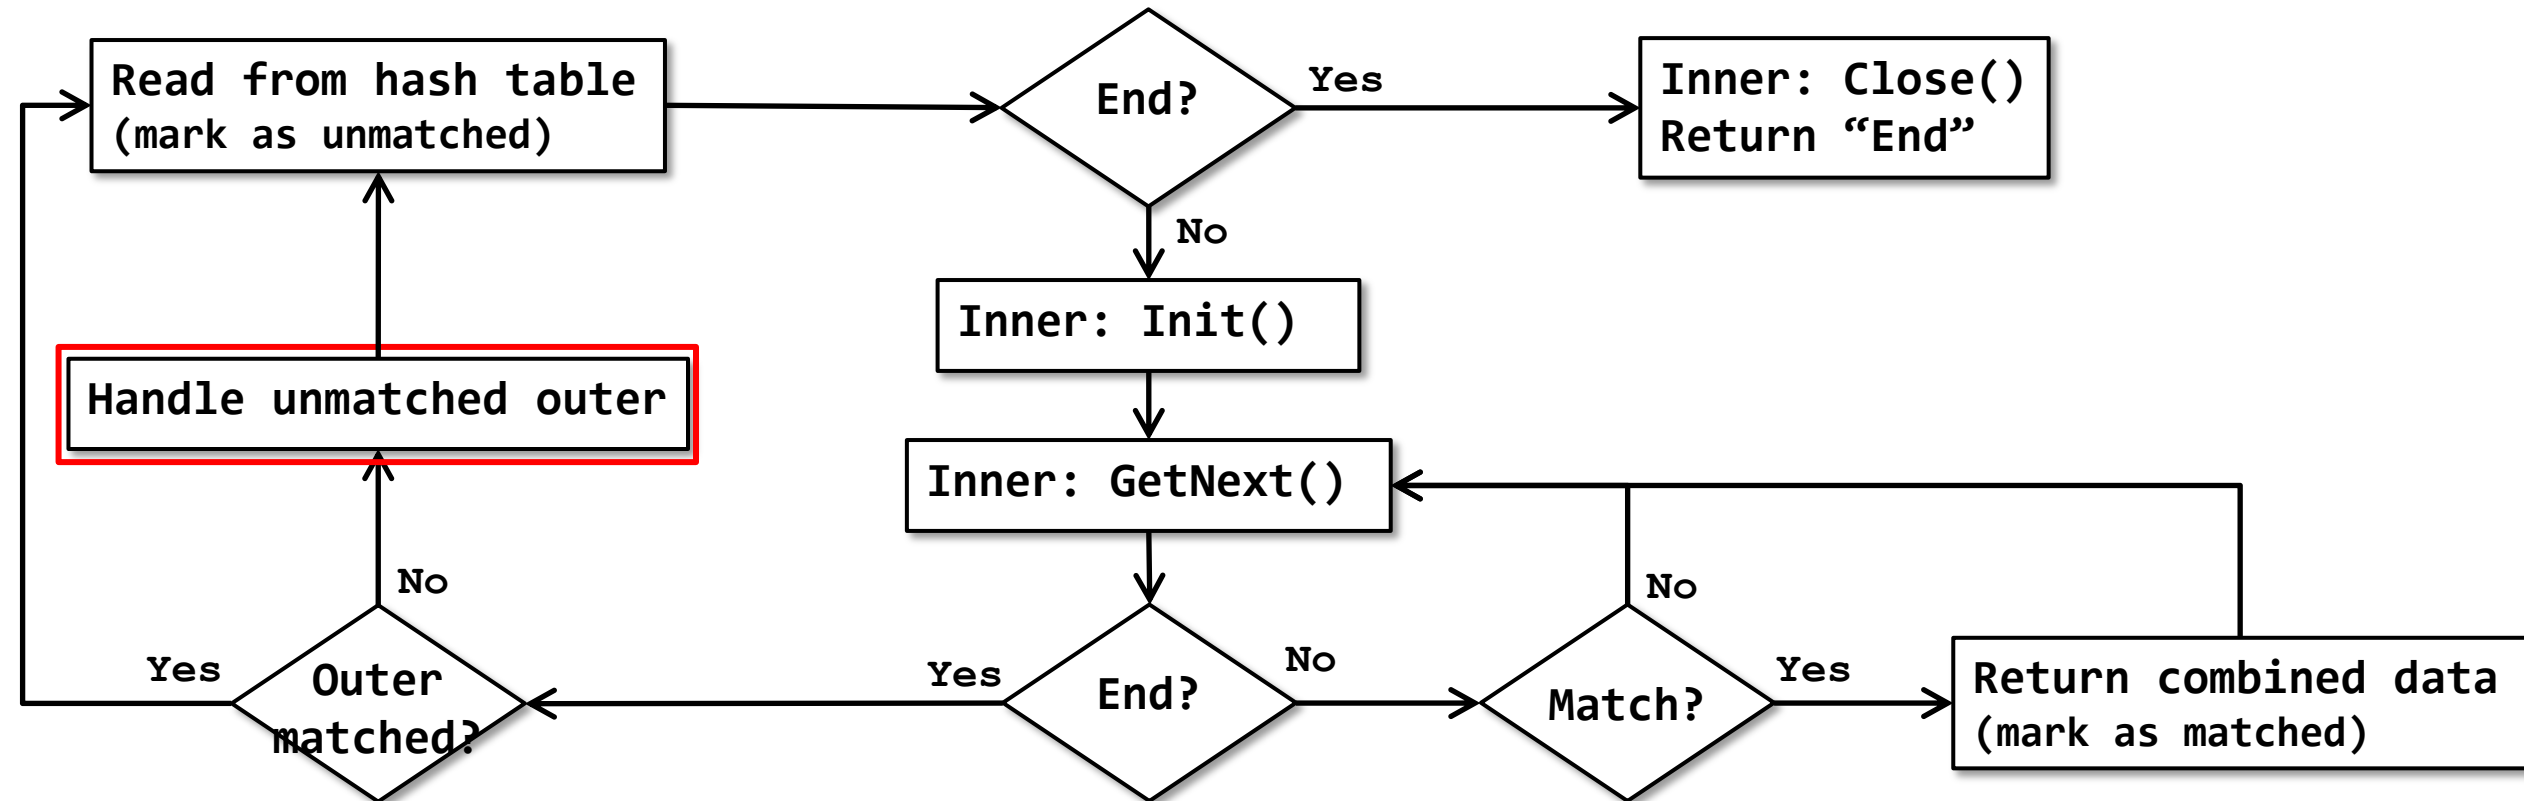 Read from hash table
(mark as unmatched)
End?
Yes
Inner: Close()
Return “End”
No
Inner: Init()
Handle unmatched outer
Inner: GetNext()
No
Yes
Outer
matched?
Yes
End?
No
No
Match?
Yes
Return combined data
(mark as matched)